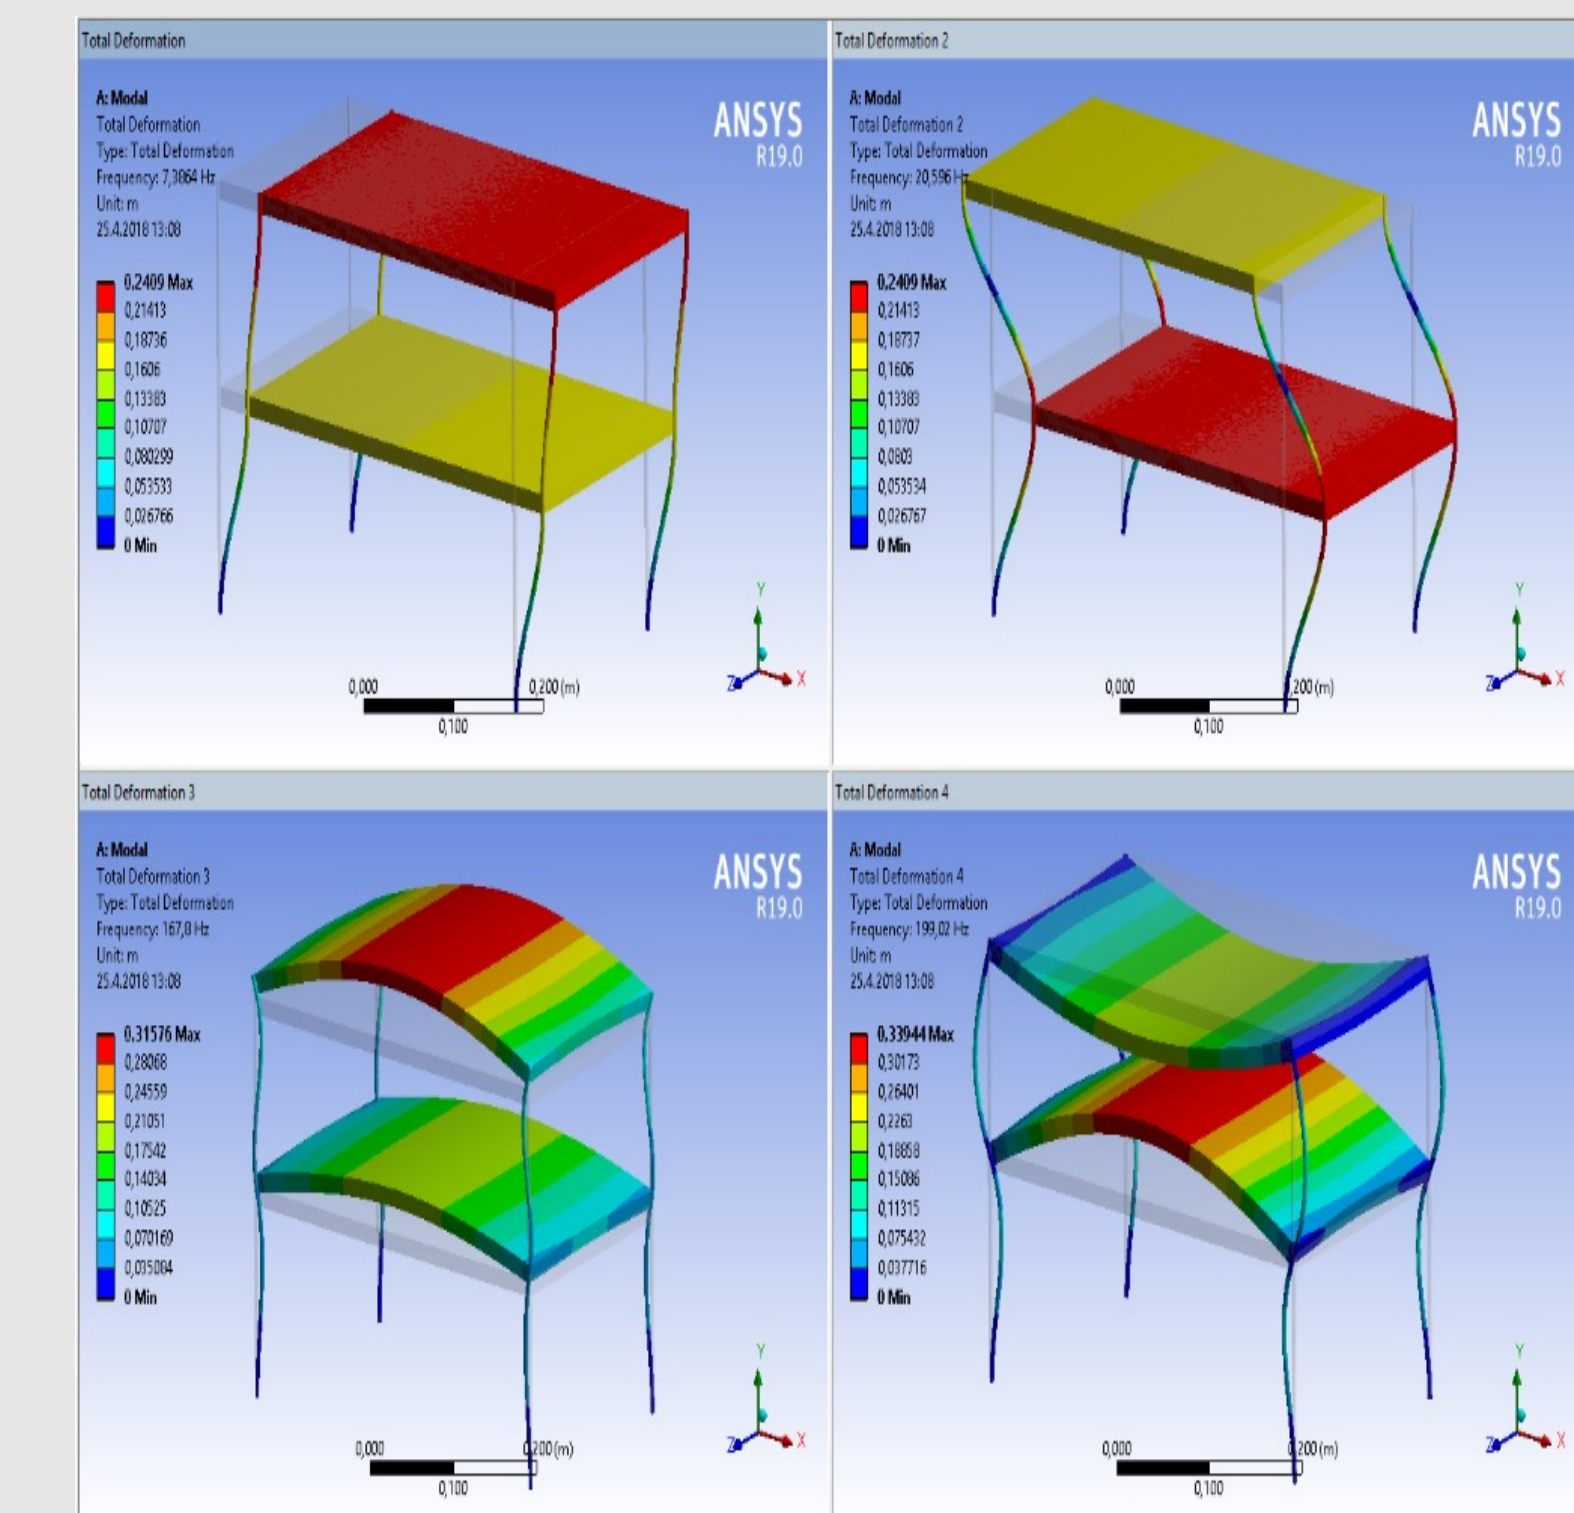 Total Deformation
A: Modal
Total Deformation
Type: Total Deformation
Frequency: 7,3864 Hz
Unit: m
25.4.2018 13:08
ANSYS
R19.0
0,2409 Max
0,21413
0,18736
0,1606
0,13383
0,10707
0,080299
0,053533
0,026766
0 Min
Y
Z
X
0,000
0,200 (m)
0,100
Total Deformation 2
A: Modal
Total Deformation 2
Type: Total Deformation
Frequency: 20,596 Hz
Unit: m
25.4.2018 13:08
ANSYS
R19.0
0,2409 Max
0,21413
0,18737
0,1606
0,13383
0,10707
0,0803
0,053534
0,026767
0 Min
Y
Z
X
0,000
0,200 (m)
0,100
Total Deformation 3
A: Modal
Total Deformation 3
Type: Total Deformation
Frequency: 167,8 Hz
Unit: m
25.4.2018 13:08
ANSYS
R19.0
0,31576 Max
0,28068
0,24559
0,21051
0,17542
0,14034
0,10525
0,070169
0,035084
0 Min
Y
Z
X
0,000
0,200 (m)
0,100
Total Deformation 4
A: Modal
Total Deformation 4
Type: Total Deformation
Frequency: 199,02 Hz
Unit: m
25.4.2018 13:08
ANSYS
R19.0
0,33944 Max
0,30173
0,26401
0,2263
0,18858
0,15086
0,11315
0,075432
0,037716
0 Min
Y
Z
X
0,000
0,200 (m)
0,100